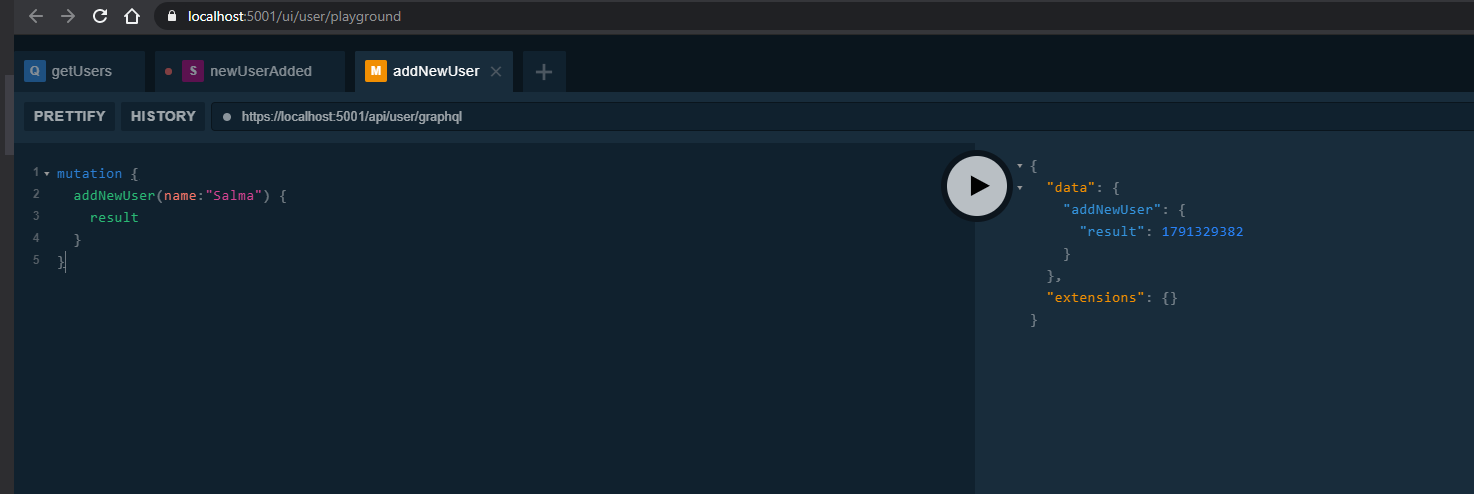 localhost:5001/ui/user/playground
Q getUsers S newUserAdded M addNewUser
PRETTIFY HISTORY https://localhost:5001/api/user/graphql
1 mutation {
2 addNewUser(name:"Salma") {
3 result
4 }
5 }
{
"data": {
"addNewUser": {
"result": 1791329382
}
},
"extensions": {}
}